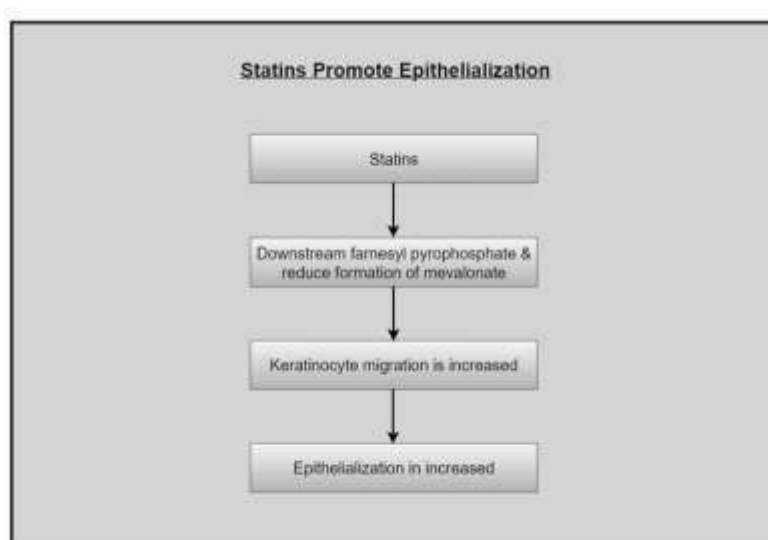 Statins Promote Epithelialization
Statins
Downstream farnesyl pyrophosphate &
reduce formation of mevalonate
Keratinocyte migration is increased
Epithelialization in increased